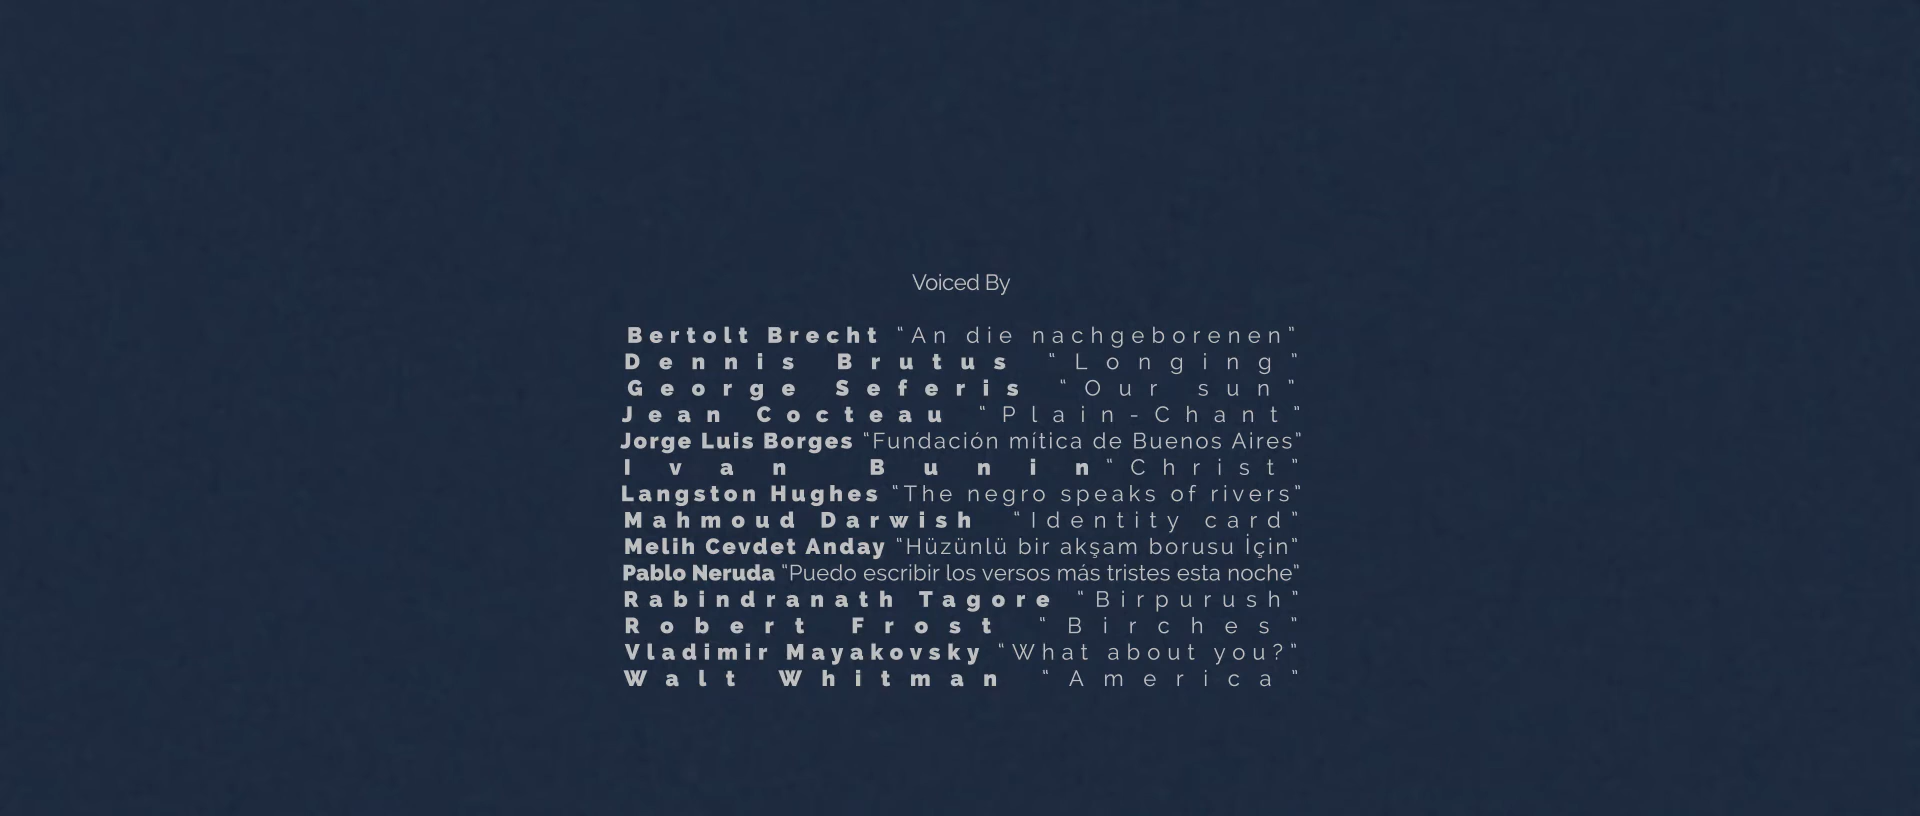 Voiced By
Bertolt Brecht “An die nachgeborenen”
Dennis Brutus “Longing”
George Seferis “Our sun”
Jean Cocteau “Plain-Chant”
Jorge Luis Borges “Fundación mítica de Buenos Aires”
Ivan Bunin “Christ”
Langston Hughes “The negro speaks of rivers”
Mahmoud Darwish “Identity card”
Melih Cevdet Anday “Hüzünlü bir akşam borusu İçin”
Pablo Neruda “Puedo escribir los versos más tristes esta noche”
Rabindranath Tagore “Birpurush”
Robert Frost “Birches”
Vladimir Mayakovsky “What about you?”
Walt Whitman “America”